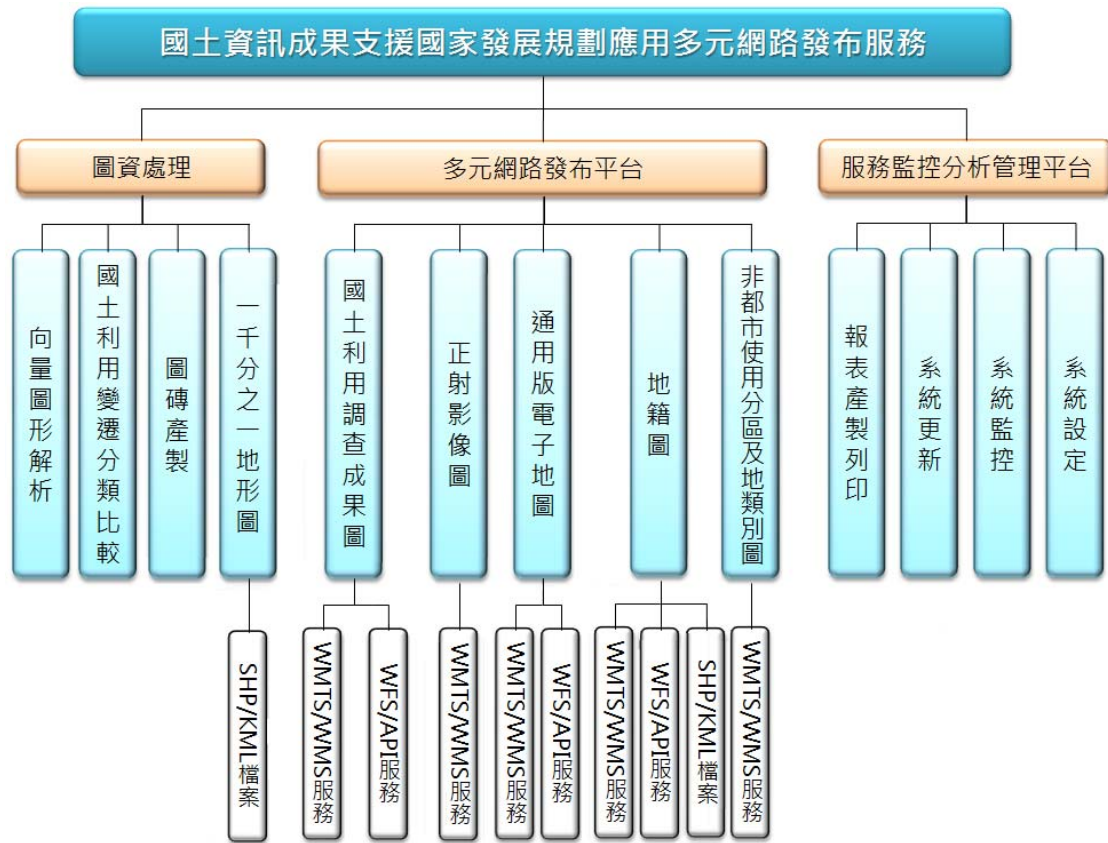 國土資訊成果支援國家發展規劃應用多元網路發布服務
圖資處理
多元網路發布平台
服務監控分析管理平台
向量圖形解析
國土利用變遷分類比較
圖磚產製
一千分之一地形圖
國土利用調查成果圖
正射影像圖
通用版電子地圖
地籍圖
非都市使用分區及地類別圖
報表產製列印
系統更新
系統監控
系統設定
SHP/KML檔案
WMTS/WMS服務
WFS/API服務
WMTS/WMS服務
WMTS/WMS服務
WFS/API服務
WMTS/WMS服務
WFS/API服務
SHP/KML檔案
WMTS/WMS服務